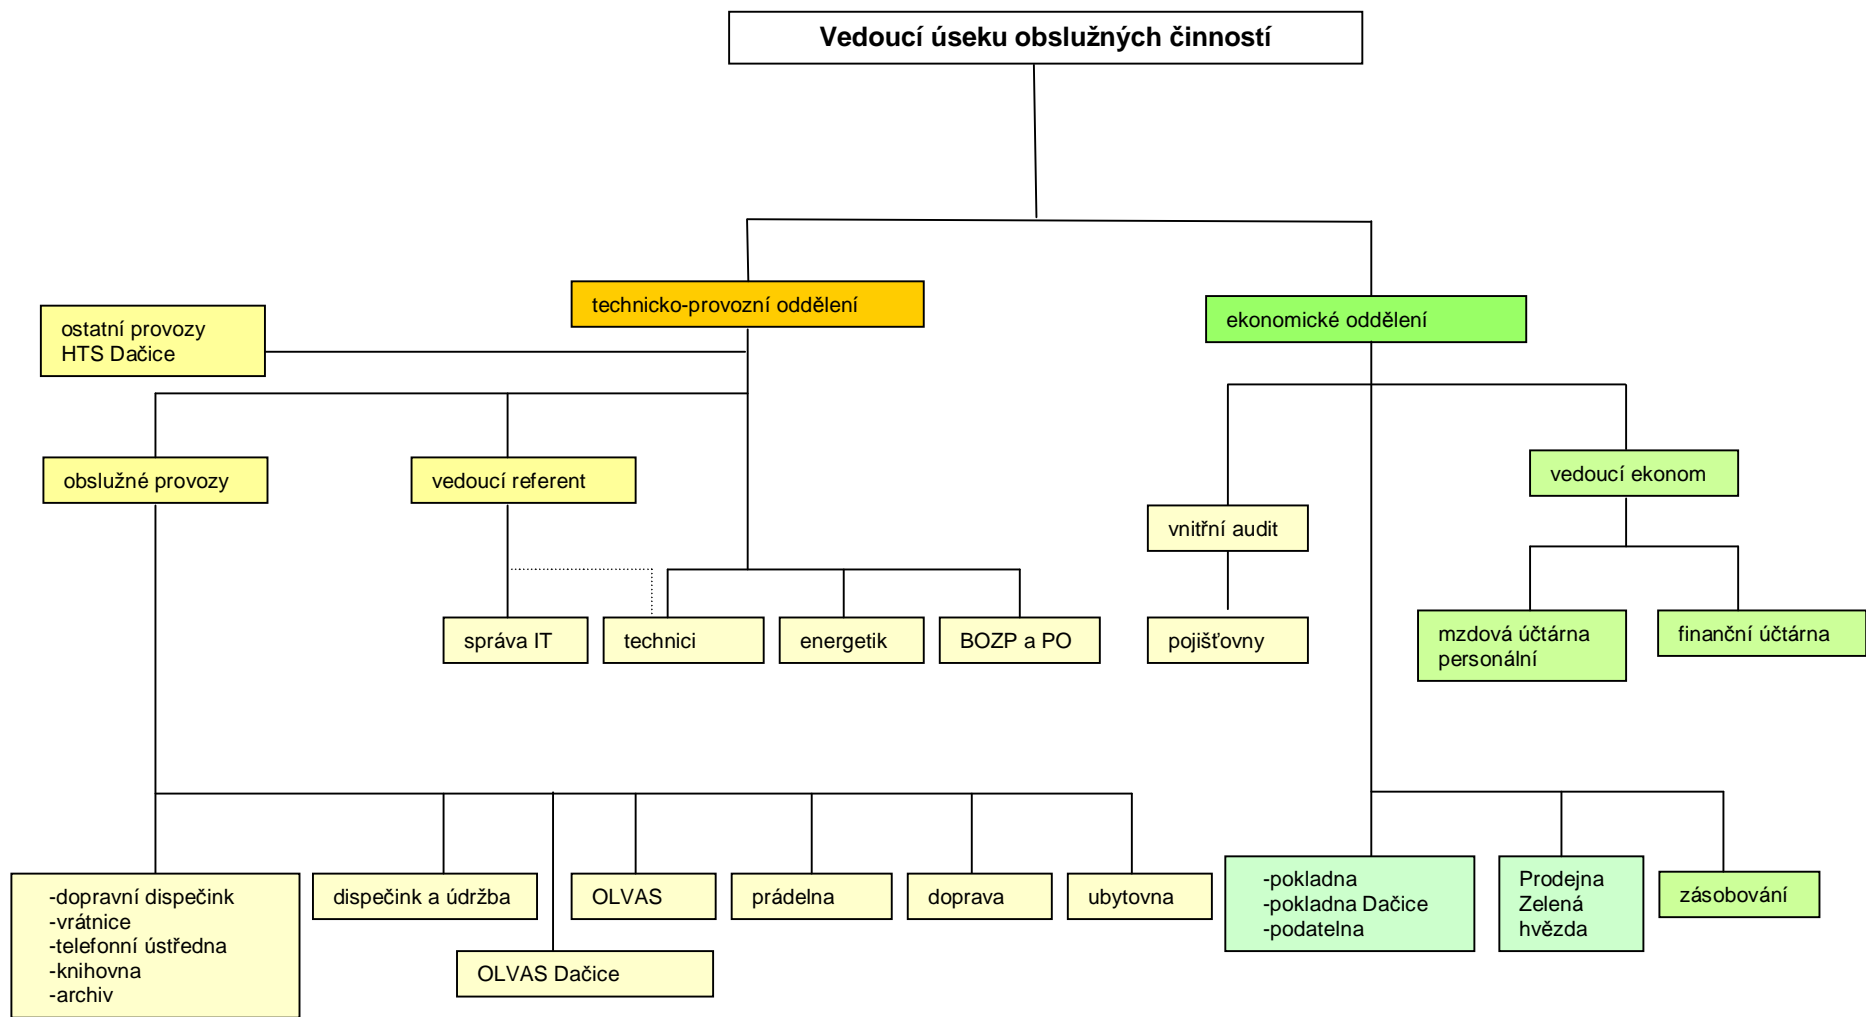 Vedoucí úseku obslužných činností
technicko-provozní oddělení
ekonomické oddělení
ostatní provozy
HTS Dačice
obslužné provozy
vedoucí referent
vedoucí ekonom
vnitřní audit
správa IT
technici
energetik
BOZP a PO
pojišťovny
mzdová účtárna
personální
finanční účtárna
-dopravní dispečink
-vrátnice
-telefonní ústředna
-knihovna
-archiv
dispečink a údržba
OLVAS Dačice
OLVAS
prádelna
doprava
ubytovna
-pokladna
-pokladna Dačice
-podatelna
Prodejna
Zelená
hvězda
zásobování